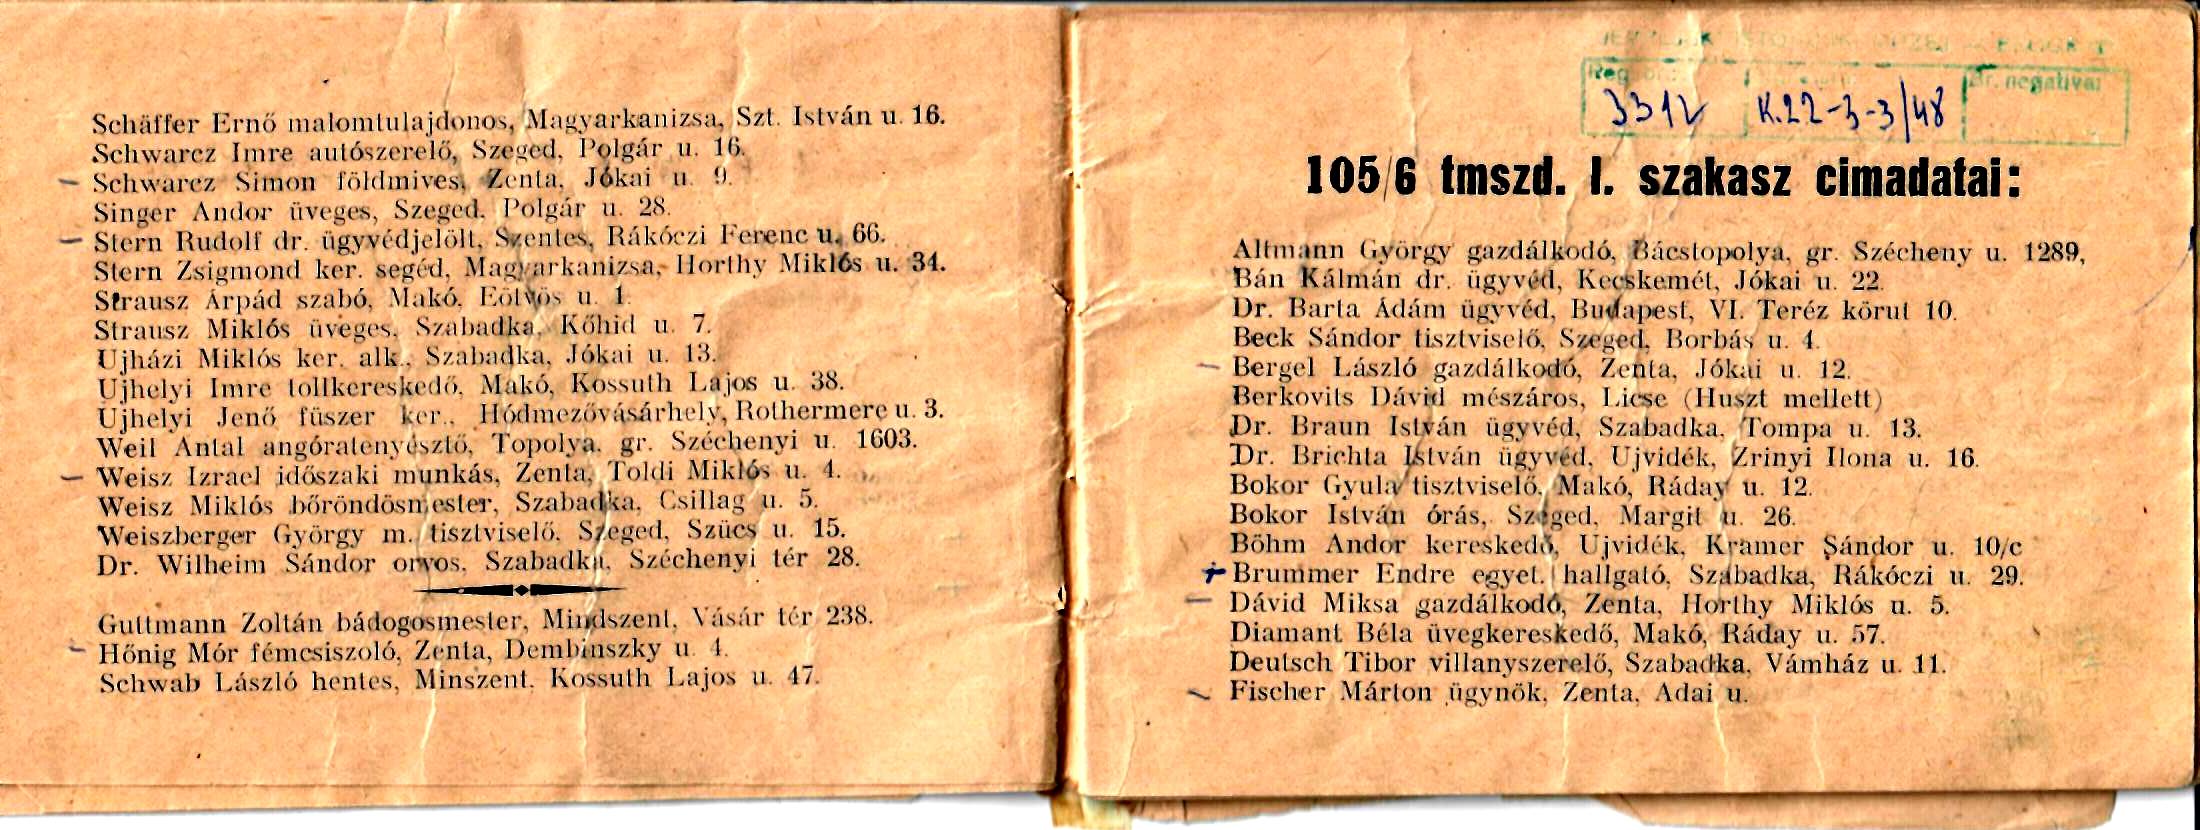 Schäffer Ernő malomtulajdonos, Magyarkanizsa, Szt. István u. 16.
Schwarcz Imre autószerelő, Szeged, Polgár u. 16.
– Schwarcz Simon földmives, Zenta, Jókai u. 9.
Singer Andor üveges, Szeged, Polgár u. 28.
– Stern Rudolf dr. ügyvédjelölt, Szentes, Rákóczi Ferenc u. 66.
Stern Zsigmond ker. segéd, Magyarkanizsa, Horthy Miklós u. 34.
Strausz Árpád szabó, Makó, Eötvös u. 1.
Strausz Miklós üveges, Szabadka, Kőhid u. 7.
Ujházi Miklós ker. alk., Szabadka, Jókai u. 13.
Ujhelyi Imre tollkereskedő, Makó, Kossuth Lajos u. 38.
Ujhelyi Jenő füszer ker., Hódmezővásárhely, Rothermere u. 3.
Weil Antal angóratenyésztő, Topolya, gr. Széchenyi u. 1603.
– Weisz Izrael időszaki munkás, Zenta, Toldi Miklós u. 4.
Weisz Miklós bőröndösmester, Szabadka, Csillag u. 5.
Weiszberger György m. tisztviselő, Szeged, Szücs u. 15.
Dr. Wilheim Sándor orvos, Szabadka, Széchenyi tér 28.
Guttmann Zoltán bádogosmester, Mindszent, Vásár tér 238.
– Hőnig Mór fémcsiszoló, Zenta, Dembinszky u. 4.
Schwab László hentes, Minszent, Kossuth Lajos u. 47.
Reg. negativa:
3312 K.22-3-3/48
105/6 tmszd. I. szakasz cimadatai:
Altmann György gazdálkodó, Bácstopolya, gr. Szécheny u. 1289,
Bán Kálmán dr. ügyvéd, Kecskemét, Jókai u. 22.
Dr. Barta Ádám ügyvéd, Budapest, VI. Teréz körut 10.
Beck Sándor tisztviselő, Szeged, Borbás u. 4.
– Bergel László gazdálkodó, Zenta, Jókai u. 12.
Berkovits Dávid mészáros, Licse (Huszt mellett)
Dr. Braun István ügyvéd, Szabadka, Tompa u. 13.
Dr. Brichta István ügyvéd, Ujvidék, Zrinyi Ilona u. 16.
Bokor Gyula tisztviselő, Makó, Ráday u. 12.
Bokor István órás, Szeged, Margit u. 26.
Böhm Andor kereskedő, Ujvidék, Kramer Sándor u. 10/c
+ Brummer Endre egyet. hallgató, Szabadka, Rákóczi u. 29.
– Dávid Miksa gazdálkodó, Zenta, Horthy Miklós u. 5.
Diamant Béla üvegkereskedő, Makó, Ráday u. 57.
Deutsch Tibor villanyszerelő, Szabadka, Vámház u. 11.
– Fischer Márton ügynök, Zenta, Adai u.